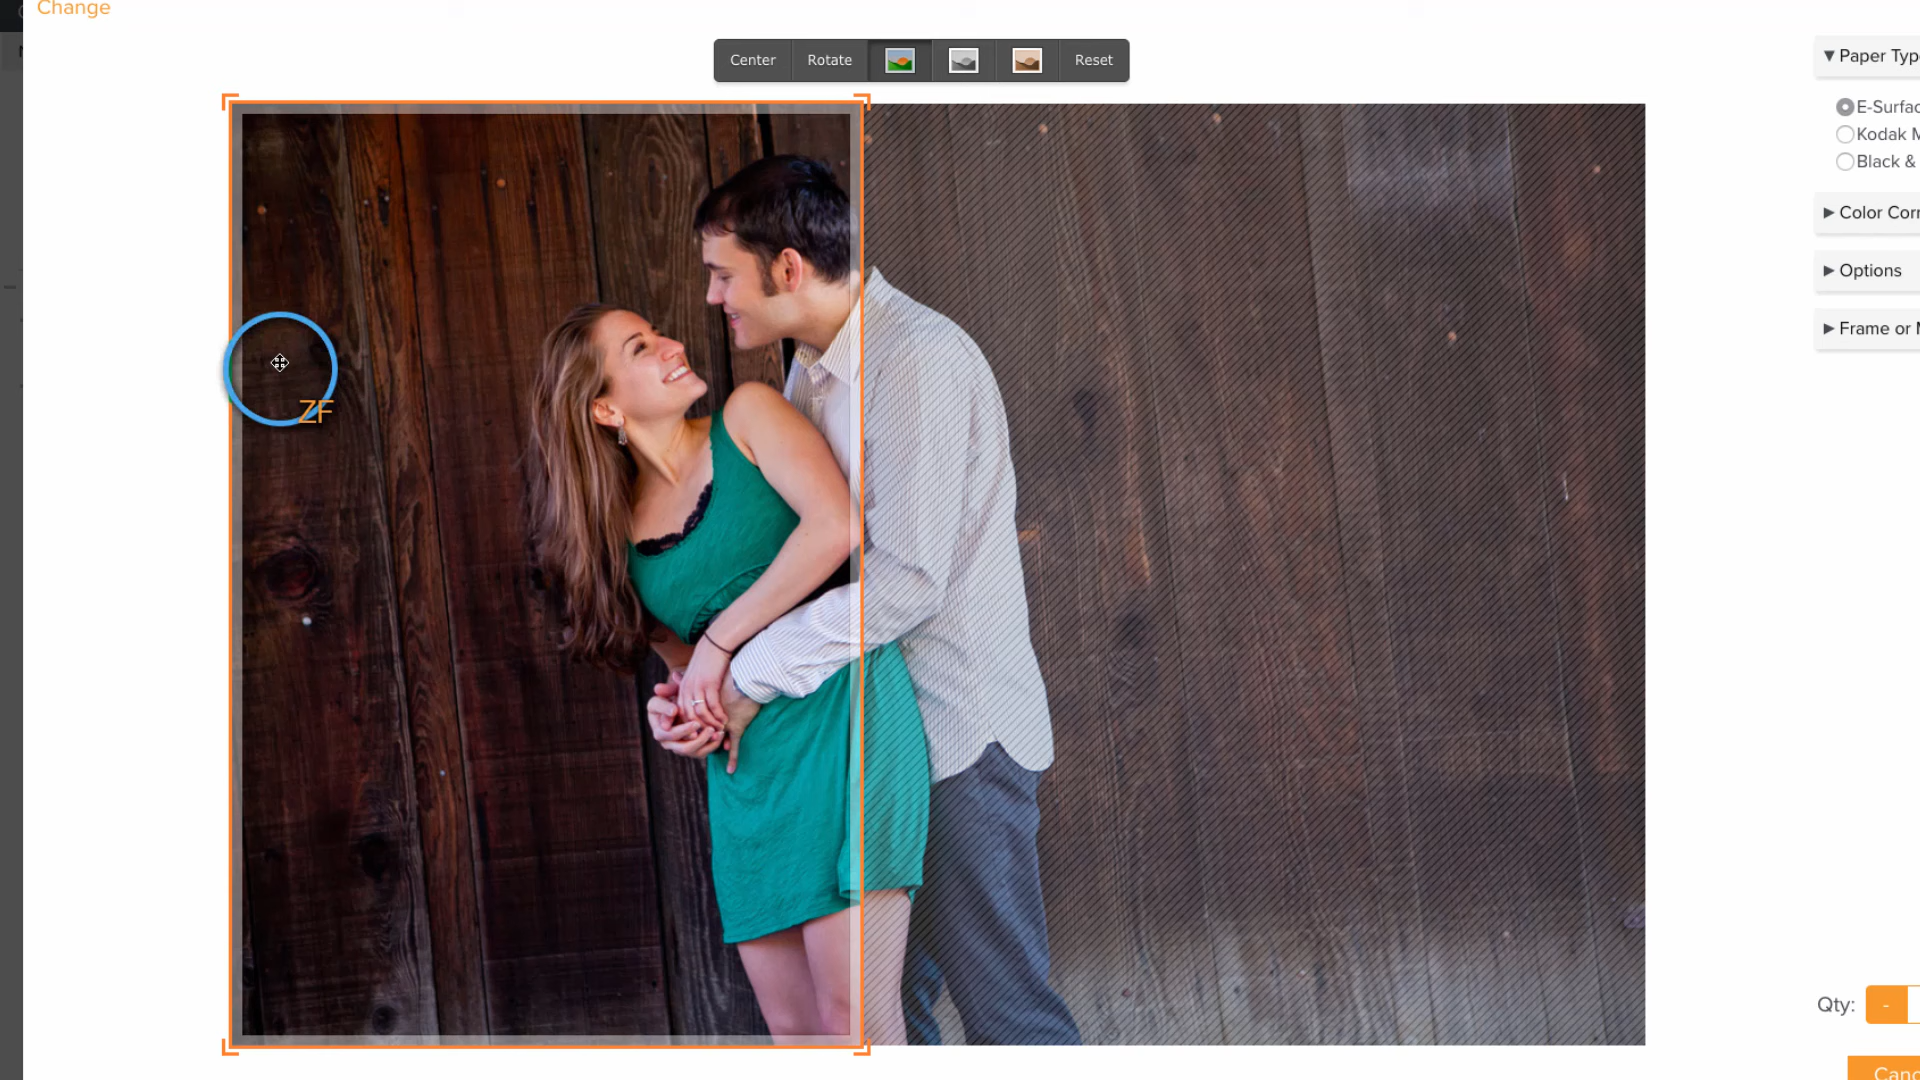 Change
Center Rotate Reset
Paper Typ
E-Surfac
Kodak M
Black &
Color Corr
Options
Frame or M
ZF
Qty: -
Canc